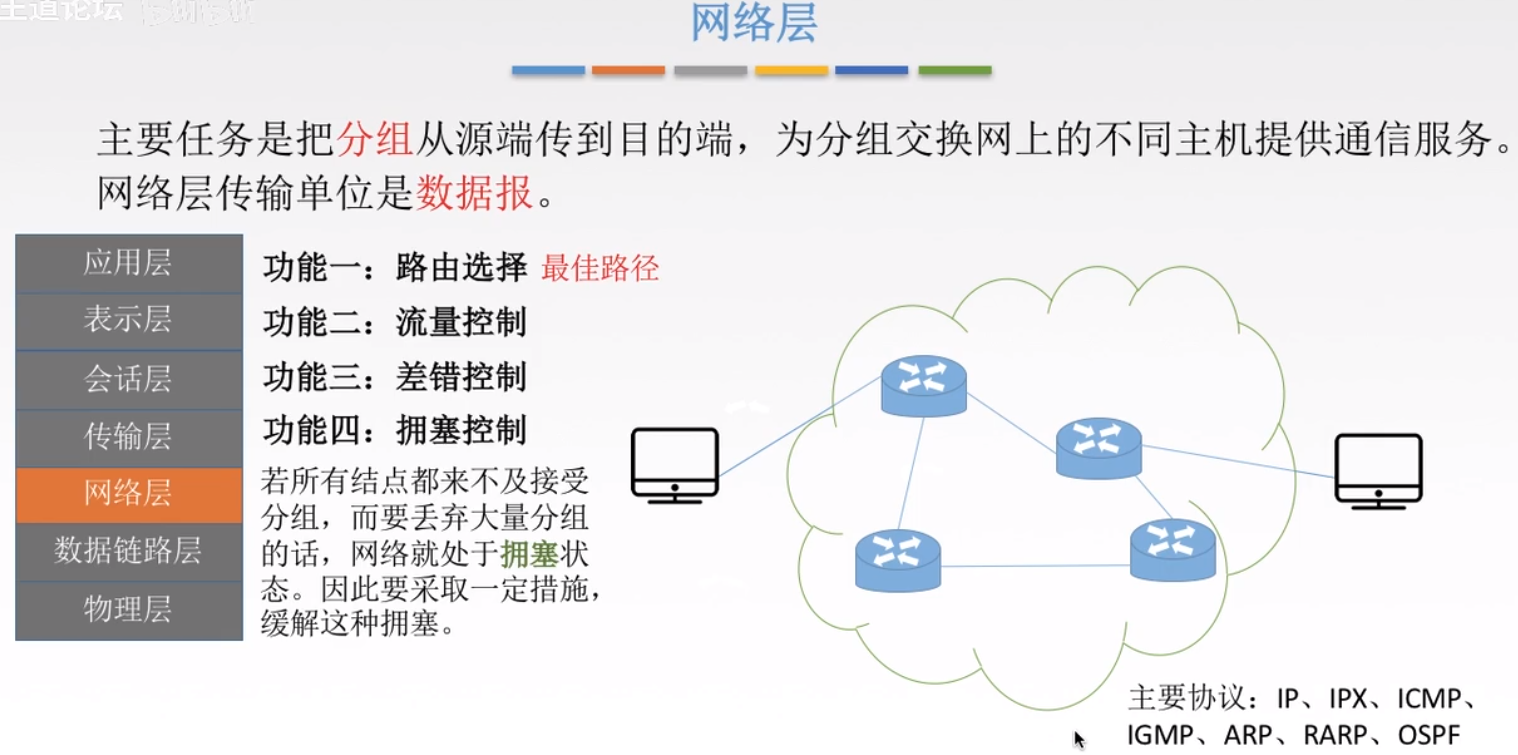 王道论坛
网络层
主要任务是把分组从源端传到目的端，为分组交换网上的不同主机提供通信服务。
网络层传输单位是数据报。
应用层
表示层
会话层
传输层
网络层
数据链路层
物理层
功能一：路由选择 最佳路径
功能二：流量控制
功能三：差错控制
功能四：拥塞控制
若所有结点都来不及接受
分组，而要丢弃大量分组
的话，网络就处于拥塞状
态。因此要采取一定措施，
缓解这种拥塞。
主要协议：IP、IPX、ICMP、
IGMP、ARP、RARP、OSPF